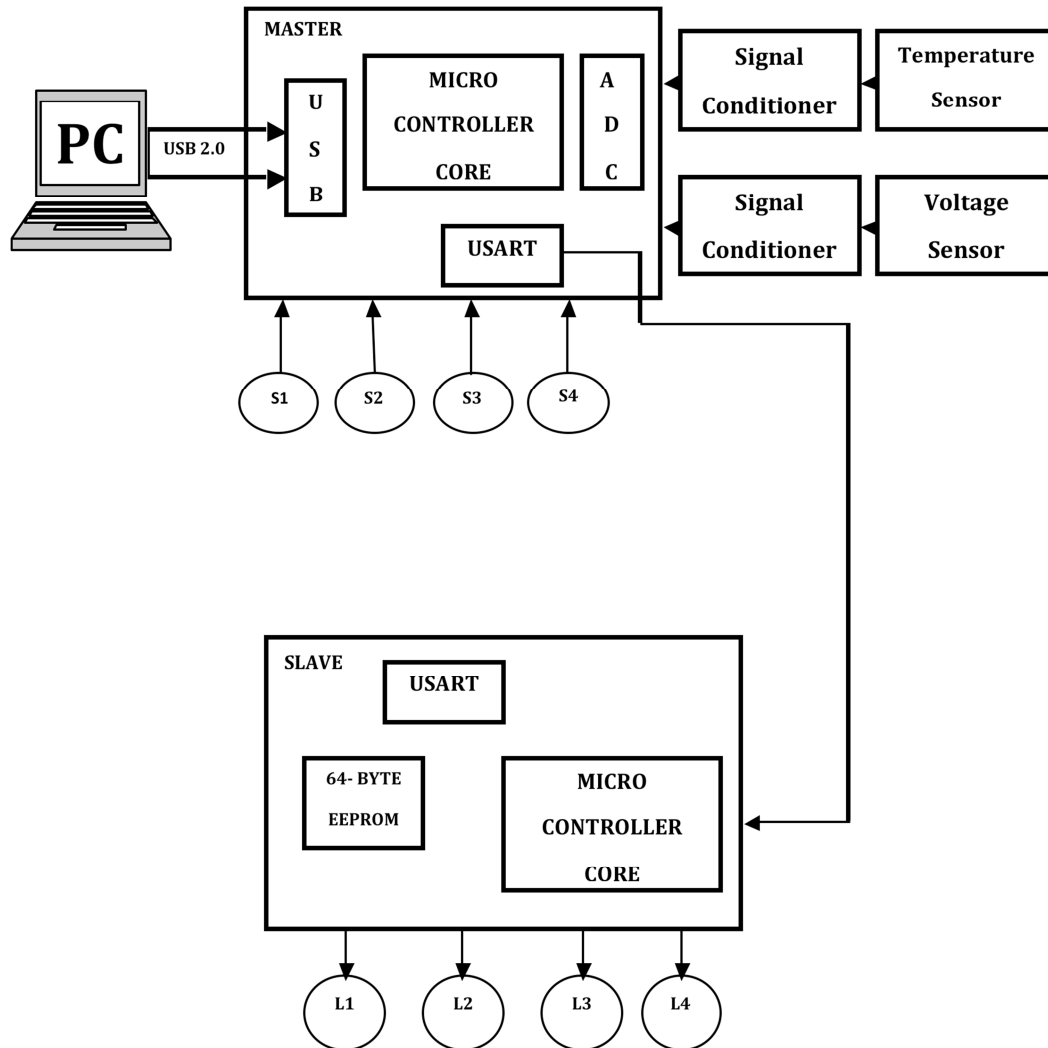 MASTER
PC
USB 2.0
U
S
B
MICRO
CONTROLLER
CORE
A
D
C
USART
Signal
Conditioner
Temperature
Sensor
Signal
Conditioner
Voltage
Sensor
S1
S2
S3
S4
SLAVE
USART
64- BYTE
EEPROM
MICRO
CONTROLLER
CORE
L1
L2
L3
L4